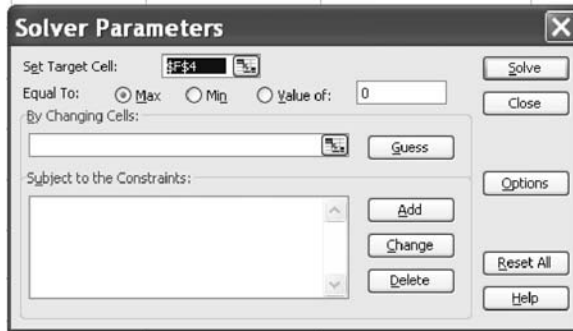 Solver Parameters
Set Target Cell: $F$4 Solve
Equal To: Max Min Value of: 0 Close
By Changing Cells:
Guess
Subject to the Constraints: Options
Add
Change
Reset All
Delete
Help